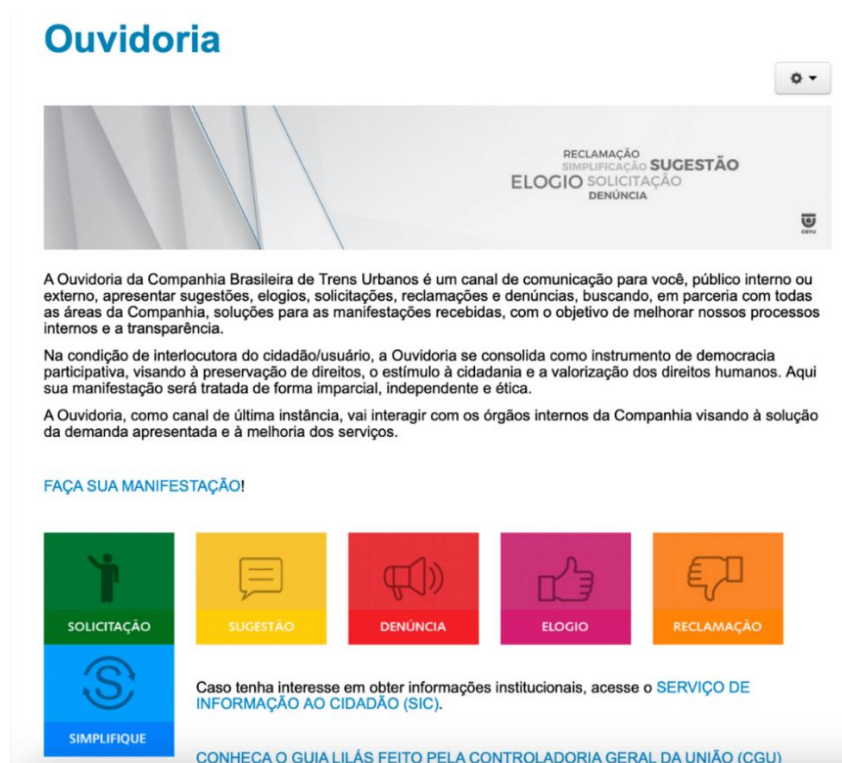 Ouvidoria
RECLAMAÇÃO
SIMPLIFICAÇÃO SUGESTÃO
ELOGIO SOLICITAÇÃO
DENÚNCIA
CBTU
A Ouvidoria da Companhia Brasileira de Trens Urbanos é um canal de comunicação para você, público interno ou
externo, apresentar sugestões, elogios, solicitações, reclamações e denúncias, buscando, em parceria com todas
as áreas da Companhia, soluções para as manifestações recebidas, com o objetivo de melhorar nossos processos
internos e a transparência.
Na condição de interlocutora do cidadão/usuário, a Ouvidoria se consolida como instrumento de democracia
participativa, visando à preservação de direitos, o estímulo à cidadania e a valorização dos direitos humanos. Aqui
sua manifestação será tratada de forma imparcial, independente e ética.
A Ouvidoria, como canal de última instância, vai interagir com os órgãos internos da Companhia visando à solução
da demanda apresentada e à melhoria dos serviços.
FAÇA SUA MANIFESTAÇÃO!
SOLICITAÇÃO
SUGESTÃO
DENÚNCIA
ELOGIO
RECLAMAÇÃO
SIMPLIFIQUE
Caso tenha interesse em obter informações institucionais, acesse o SERVIÇO DE
INFORMAÇÃO AO CIDADÃO (SIC).
CONHEÇA O GUIA LILÁS FEITO PELA CONTROLADORIA GERAL DA UNIÃO (CGU)